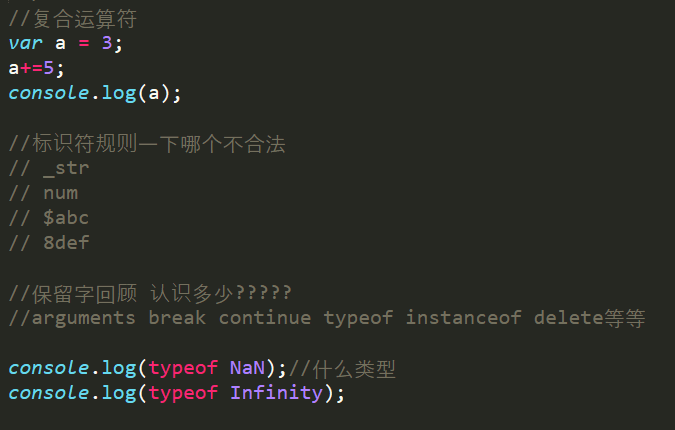 //复合运算符
var a = 3;
a+=5;
console.log(a);
//标识符规则一下哪个不合法
// _str
// num
// $abc
// 8def
//保留字回顾 认识多少?????
//arguments break continue typeof instanceof delete等等
console.log(typeof NaN);//什么类型
console.log(typeof Infinity);